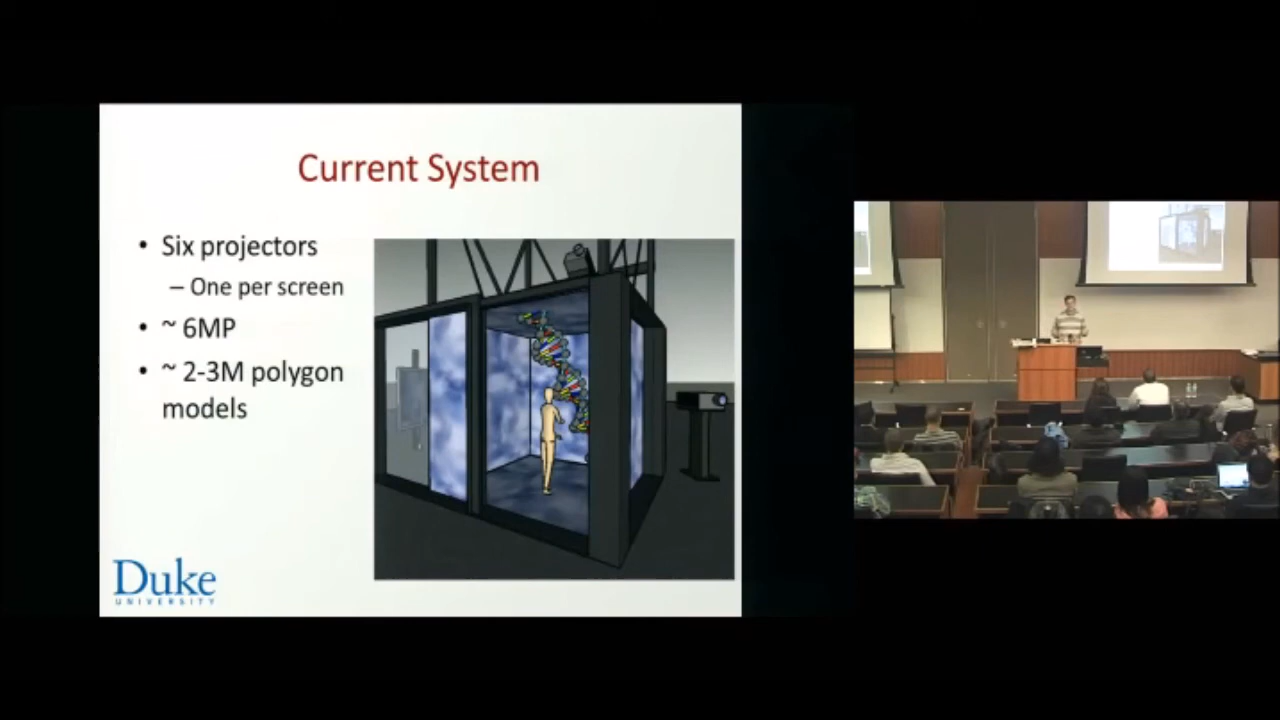 Current System
• Six projectors
– One per screen
• ~ 6MP
• ~ 2-3M polygon
models
Duke
UNIVERSITY